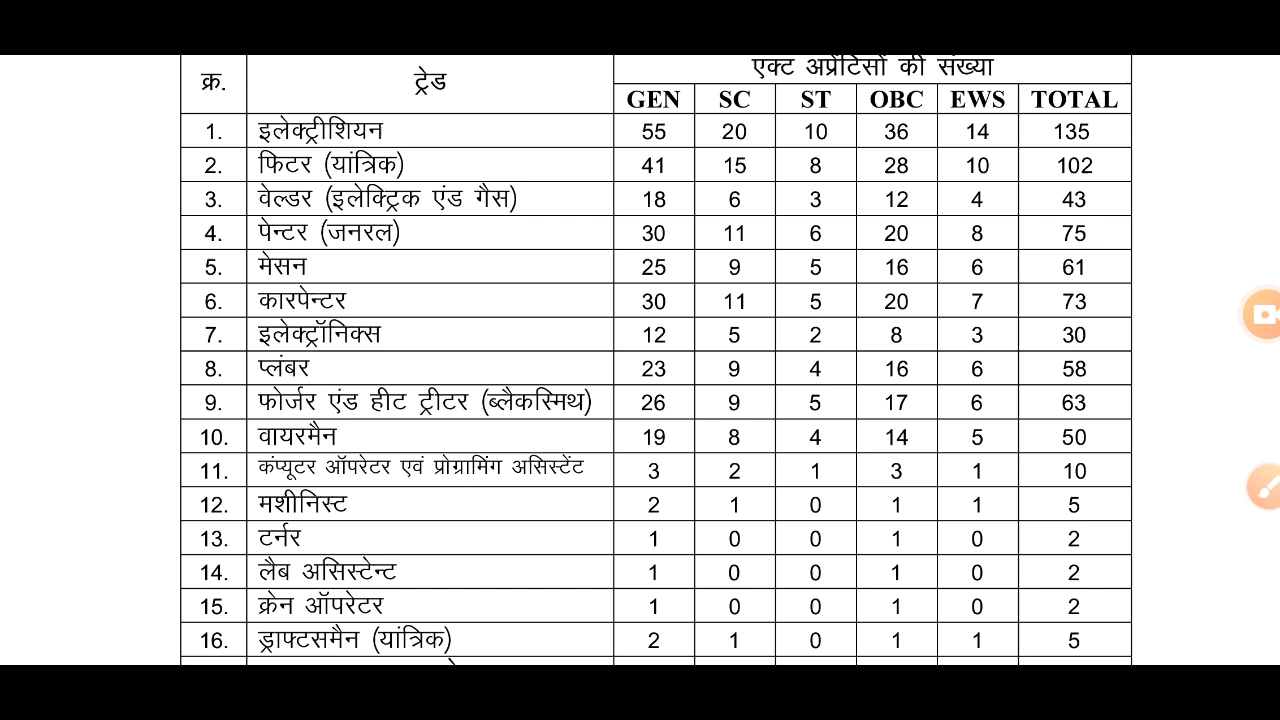 एक्ट अप्रेंटिसों की संख्या
क्र. ट्रेड GEN SC ST OBC EWS TOTAL
1. इलेक्ट्रीशियन 55 20 10 36 14 135
2. फिटर (यांत्रिक) 41 15 8 28 10 102
3. वेल्डर (इलेक्ट्रिक एंड गैस) 18 6 3 12 4 43
4. पेन्टर (जनरल) 30 11 6 20 8 75
5. मेसन 25 9 5 16 6 61
6. कारपेन्टर 30 11 5 20 7 73
7. इलेक्ट्रॉनिक्स 12 5 2 8 3 30
8. प्लंबर 23 9 4 16 6 58
9. फोर्जर एंड हीट ट्रीटर (ब्लैकस्मिथ) 26 9 5 17 6 63
10. वायरमैन 19 8 4 14 5 50
11. कंप्यूटर ऑपरेटर एवं प्रोग्रामिंग असिस्टेंट 3 2 1 3 1 10
12. मशीनिस्ट 2 1 0 1 1 5
13. टर्नर 1 0 0 1 0 2
14. लैब असिस्टेन्ट 1 0 0 1 0 2
15. क्रेन ऑपरेटर 1 0 0 1 0 2
16. ड्राफ्टसमैन (यांत्रिक) 2 1 0 1 1 5